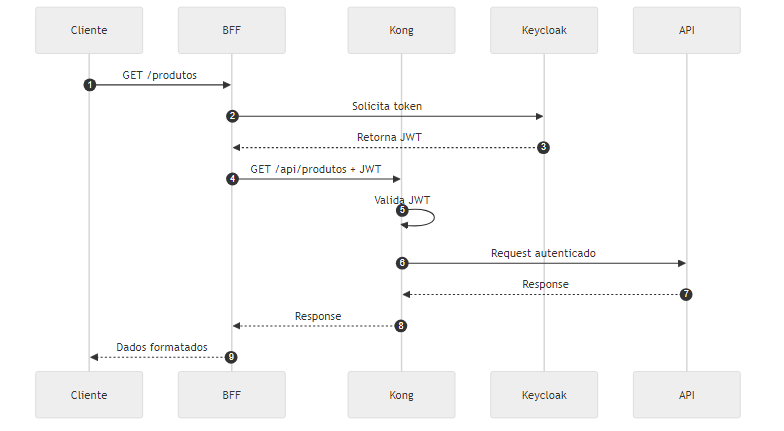 Cliente
BFF
Kong
Keycloak
API
1
GET /produtos
2
Solicita token
Retorna JWT
3
4
GET /api/produtos + JWT
Valida JWT
5
6
Request autenticado
Response
7
Response
8
Dados formatados
9
Cliente
BFF
Kong
Keycloak
API